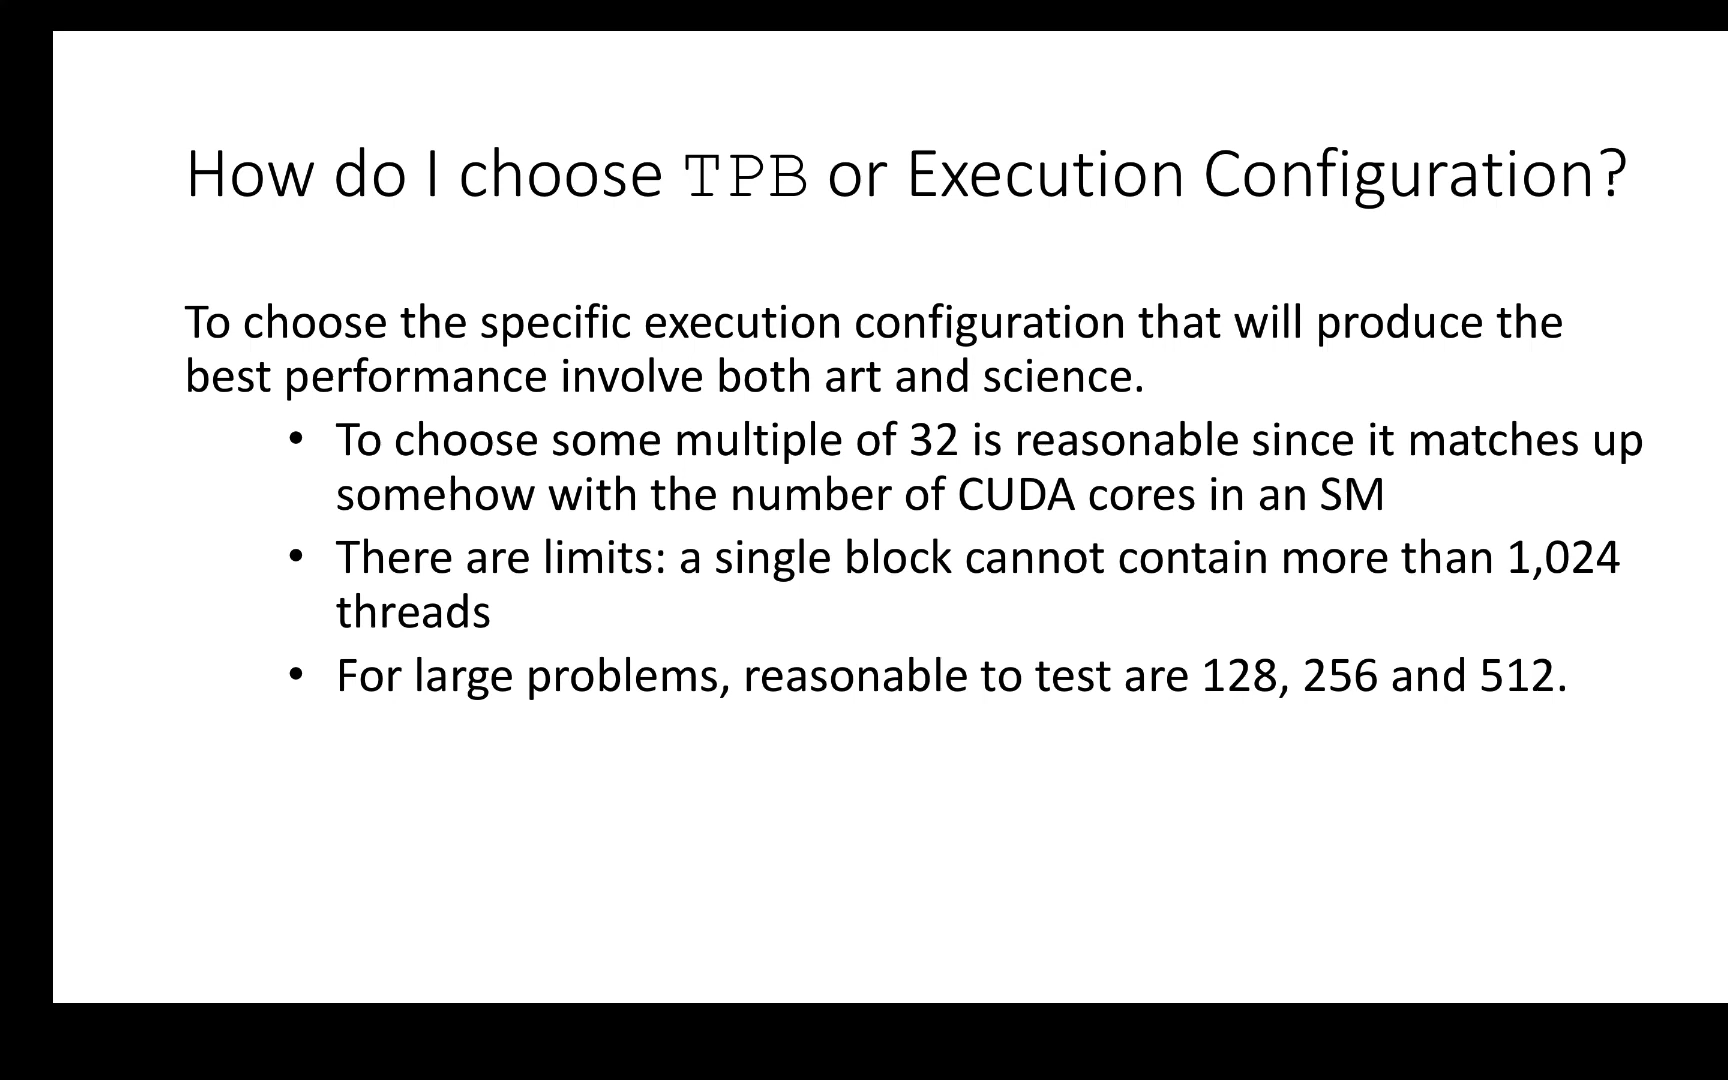 How do I choose TPB or Execution Configuration?
To choose the specific execution configuration that will produce the
best performance involve both art and science.
• To choose some multiple of 32 is reasonable since it matches up
somehow with the number of CUDA cores in an SM
• There are limits: a single block cannot contain more than 1,024
threads
• For large problems, reasonable to test are 128, 256 and 512.